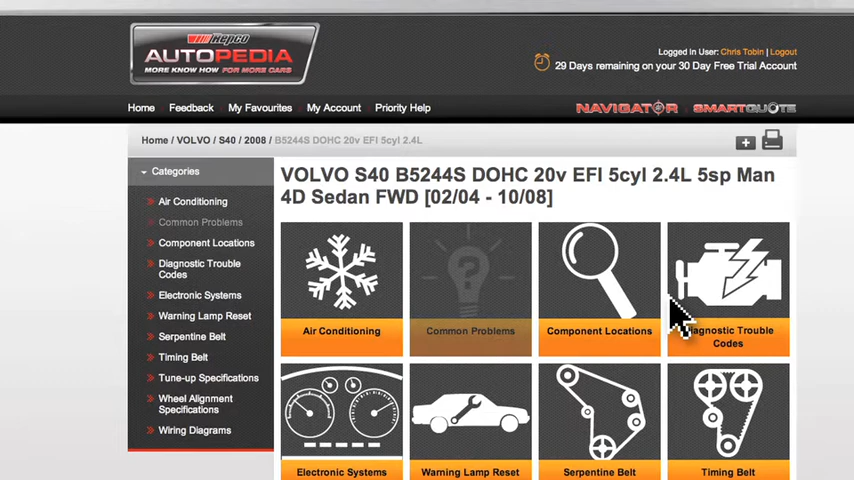 Repco
AUTOPEDIA
MORE KNOW HOW FOR MORE CARS
Logged in User: Chris Tobin | Logout
29 Days remaining on your 30 Day Free Trial Account
Home Feedback My Favourites My Account Priority Help
NAVIGATOR SMARTQUOTE
Home / VOLVO / S40 / 2008 / B5244S DOHC 20v EFI 5cyl 2.4L
Categories
Air Conditioning
Common Problems
Component Locations
Diagnostic Trouble
Codes
Electronic Systems
Warning Lamp Reset
Serpentine Belt
Timing Belt
Tune-up Specifications
Wheel Alignment
Specifications
Wiring Diagrams
VOLVO S40 B5244S DOHC 20v EFI 5cyl 2.4L 5sp Man
4D Sedan FWD [02/04 - 10/08]
Air Conditioning
?
Common Problems
Component Locations
iagnostic Trouble
Codes
Electronic Systems
Warning Lamp Reset
Serpentine Belt
Timing Belt